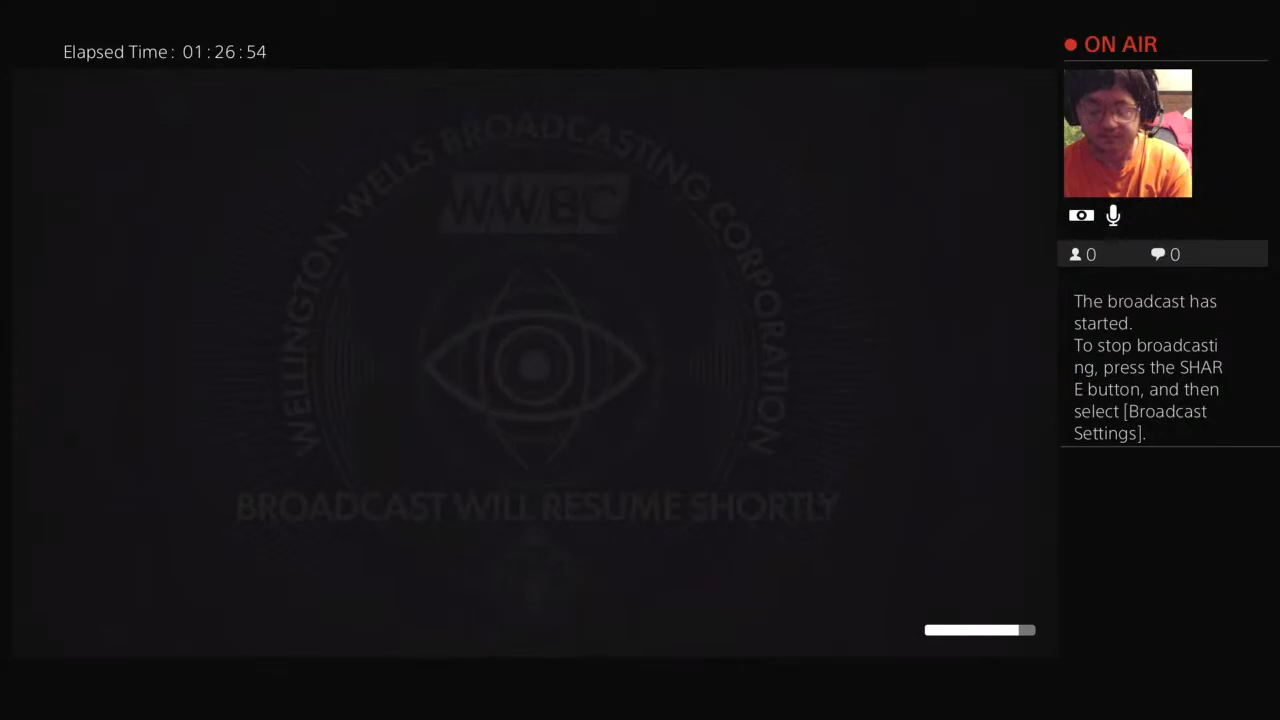 Elapsed Time: 01:26:54
ON AIR
WELLINGTON WELLS BROADCASTING CORPORATION
WWBC
BROADCAST WILL RESUME SHORTLY
0 0
The broadcast has
started.
To stop broadcasti
ng, press the SHAR
E button, and then
select [Broadcast
Settings].